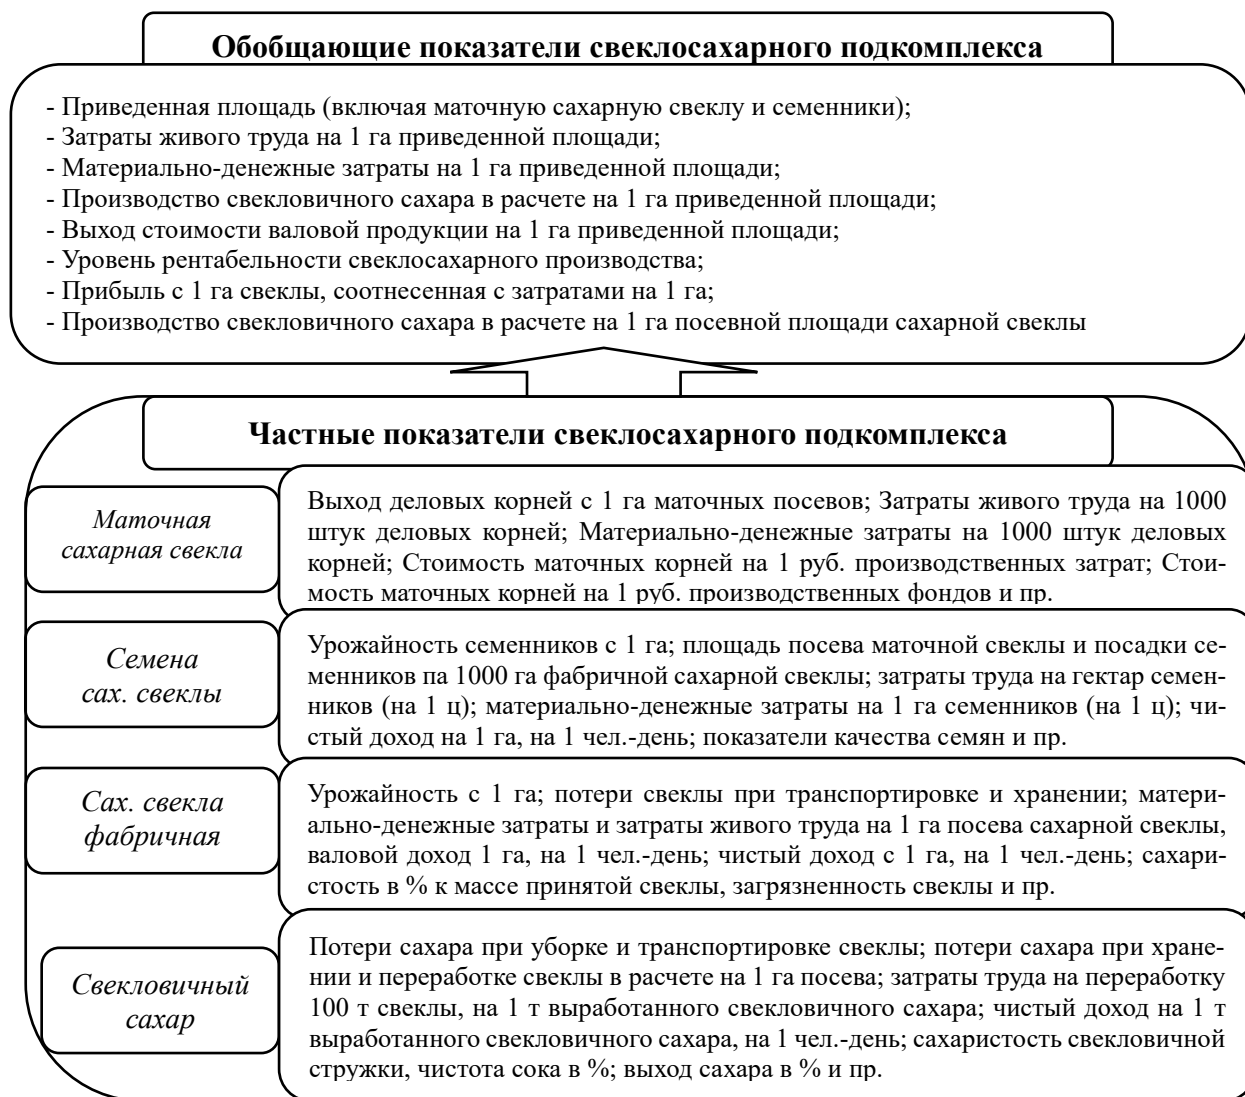 Обобщающие показатели свеклосахарного подкомплекса
- Приведенная площадь (включая маточную сахарную свеклу и семенники);
- Затраты живого труда на 1 га приведенной площади;
- Материально-денежные затраты на 1 га приведенной площади;
- Производство свекловичного сахара в расчете на 1 га приведенной площади;
- Выход стоимости валовой продукции на 1 га приведенной площади;
- Уровень рентабельности свеклосахарного производства;
- Прибыль с 1 га свеклы, соотнесенная с затратами на 1 га;
- Производство свекловичного сахара в расчете на 1 га посевной площади сахарной свеклы
Частные показатели свеклосахарного подкомплекса
Маточная
сахарная свекла
Выход деловых корней с 1 га маточных посевов; Затраты живого труда на 1000
штук деловых корней; Материально-денежные затраты на 1000 штук деловых
корней; Стоимость маточных корней на 1 руб. производственных затрат; Стои-
мость маточных корней на 1 руб. производственных фондов и пр.
Семена
сах. свеклы
Урожайность семенников с 1 га; площадь посева маточной свеклы и посадки се-
менников па 1000 га фабричной сахарной свеклы; затраты труда на гектар семен-
ников (на 1 ц); материально-денежные затраты на 1 га семенников (на 1 ц); чи-
стый доход на 1 га, на 1 чел.-день; показатели качества семян и пр.
Сах. свекла
фабричная
Урожайность с 1 га; потери свеклы при транспортировке и хранении; матери-
ально-денежные затраты и затраты живого труда на 1 га посева сахарной свеклы,
валовой доход 1 га, на 1 чел.-день; чистый доход с 1 га, на 1 чел.-день; сахари-
стость в % к массе принятой свеклы, загрязненность свеклы и пр.
Свекловичный
сахар
Потери сахара при уборке и транспортировке свеклы; потери сахара при хране-
нии и переработке свеклы в расчете на 1 га посева; затраты труда на переработку
100 т свеклы, на 1 т выработанного свекловичного сахара; чистый доход на 1 т
выработанного свекловичного сахара, на 1 чел.-день; сахаристость свекловичной
стружки, чистота сока в %; выход сахара в % и пр.